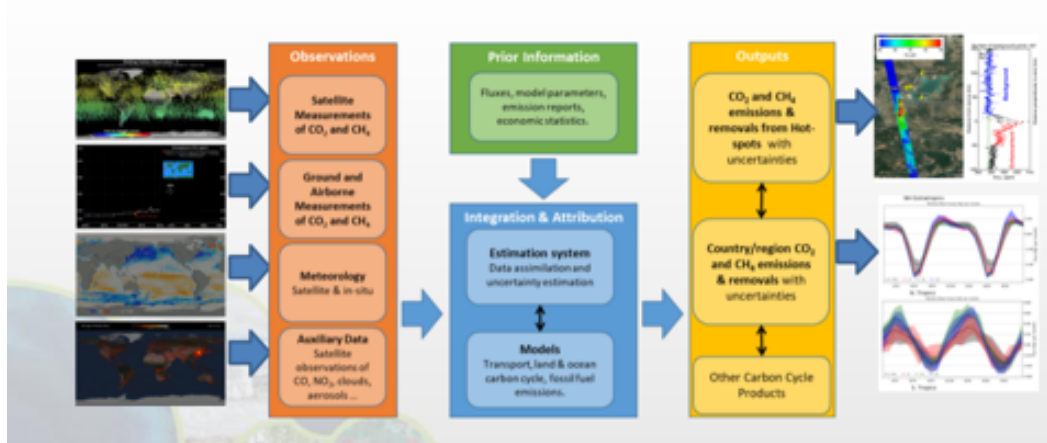 Observations
Satellite
Measurements
of CO₂ and CH₄
Ground and
Airborne
Measurements
of CO₂ and CH₄
Meteorology
Satellite & in-situ
Auxiliary Data
Satellite
observations of
CO, NO₂, clouds,
aerosols ...
Prior Information
Fluxes, model parameters,
emission reports,
economic statistics.
Integration & Attribution
Estimation system
Data assimilation and
uncertainty estimation
Models
Transport, land & ocean
carbon cycle, fossil fuel
emissions.
Outputs
CO₂ and CH₄
emissions &
removals from Hot-
spots with
uncertainties
Country/region CO₂
and CH₄ emissions
& removals with
uncertainties
Other Carbon Cycle
Products